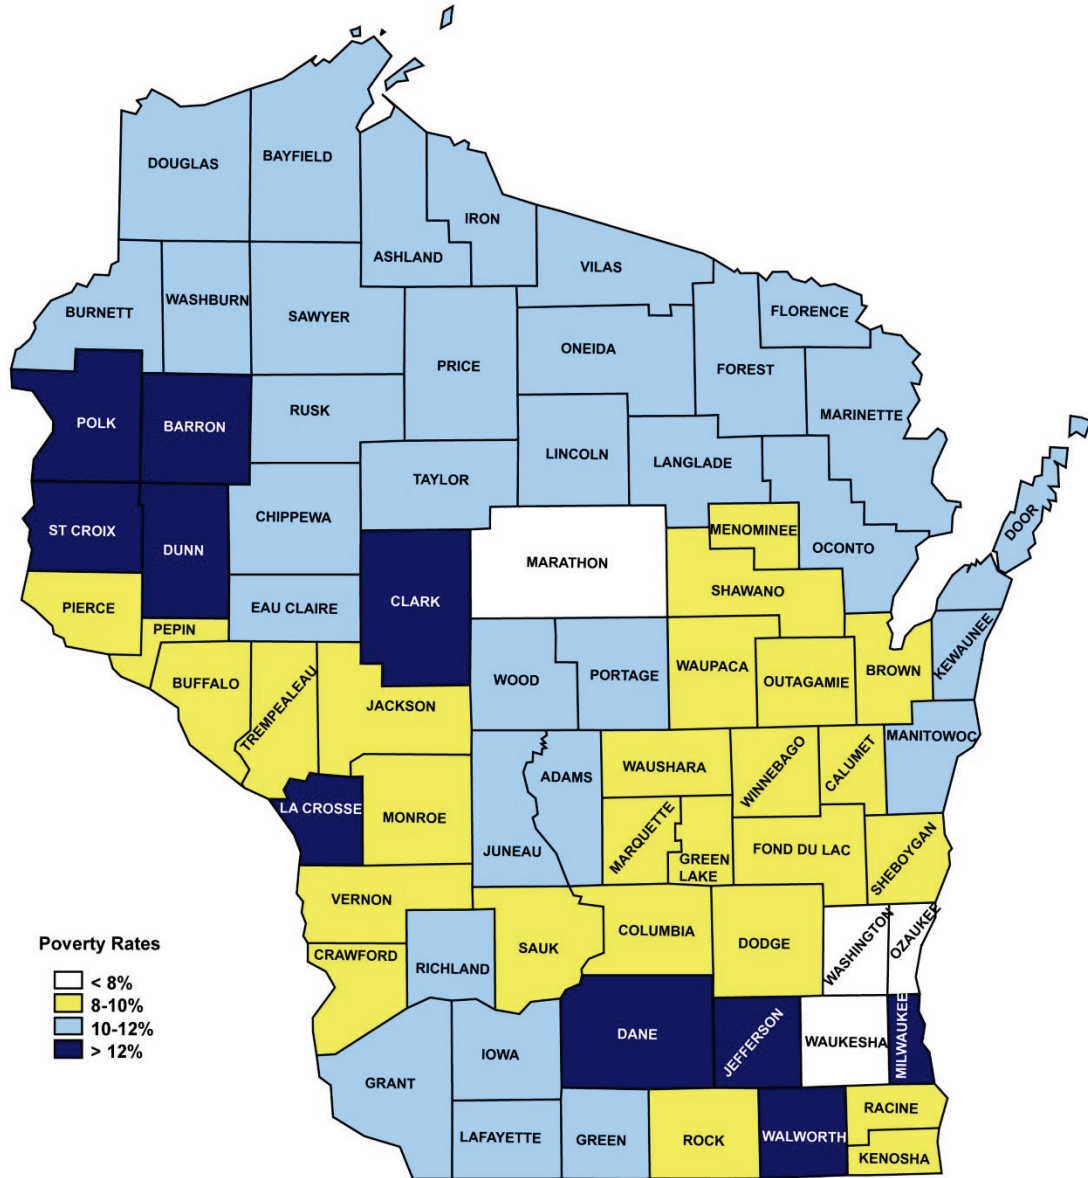 DOUGLAS
BAYFIELD
ASHLAND
IRON
VILAS
BURNETT
WASHBURN
SAWYER
PRICE
ONEIDA
FOREST
FLORENCE
MARINETTE
POLK
BARRON
RUSK
TAYLOR
LINCOLN
LANGLADE
DOOR
ST CROIX
DUNN
CHIPPEWA
MARATHON
MENOMINEE
OCONTO
SHAWANO
PIERCE
PEPIN
EAU CLAIRE
CLARK
BUFFALO
TREMPEALEAU
JACKSON
WOOD
PORTAGE
WAUPACA
OUTAGAMIE
BROWN
KEWAUNEE
LA CROSSE
MONROE
JUNEAU
ADAMS
WAUSHARA
WINNEBAGO
CALUMET
MANITOWOC
MARQUETTE
GREEN
LAKE
FOND DU LAC
SHEBOYGAN
VERNON
CRAWFORD
RICHLAND
SAUK
COLUMBIA
DODGE
WASHINGTON
OZAUKEE
GRANT
IOWA
DANE
JEFFERSON
WAUKESHA
MILWAUKEE
LAFAYETTE
GREEN
ROCK
WALWORTH
RACINE
KENOSHA
Poverty Rates
< 8%
8-10%
10-12%
> 12%